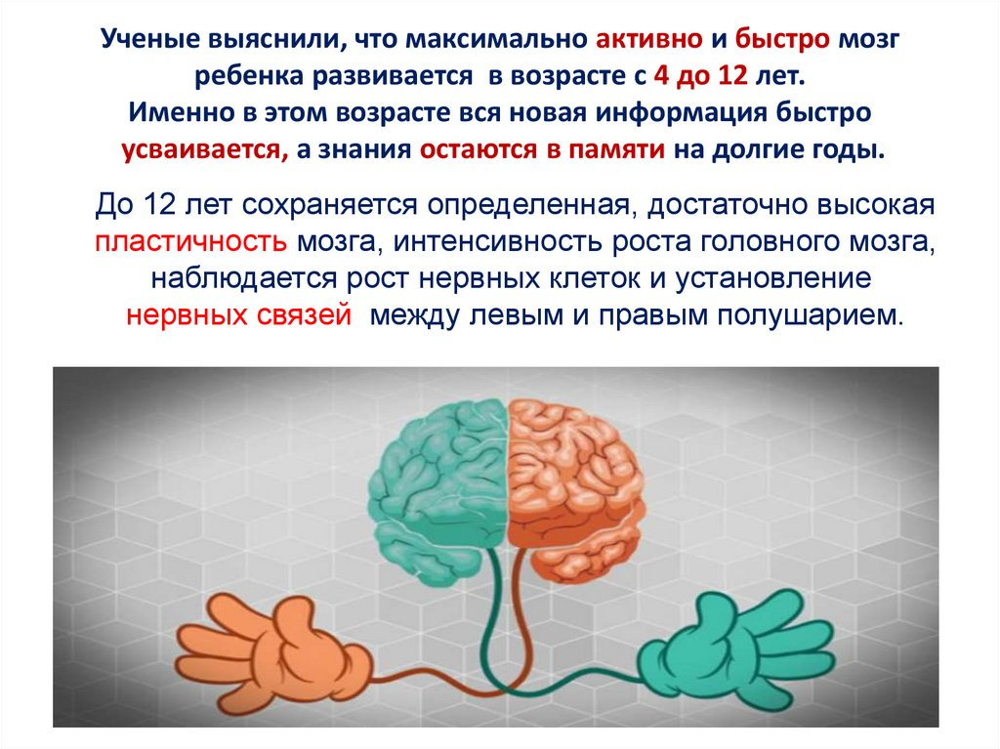 Ученые выяснили, что максимально активно и быстро мозг
ребенка развивается в возрасте с 4 до 12 лет.
Именно в этом возрасте вся новая информация быстро
усваивается, а знания остаются в памяти на долгие годы.
До 12 лет сохраняется определенная, достаточно высокая
пластичность мозга, интенсивность роста головного мозга,
наблюдается рост нервных клеток и установление
нервных связей между левым и правым полушарием.